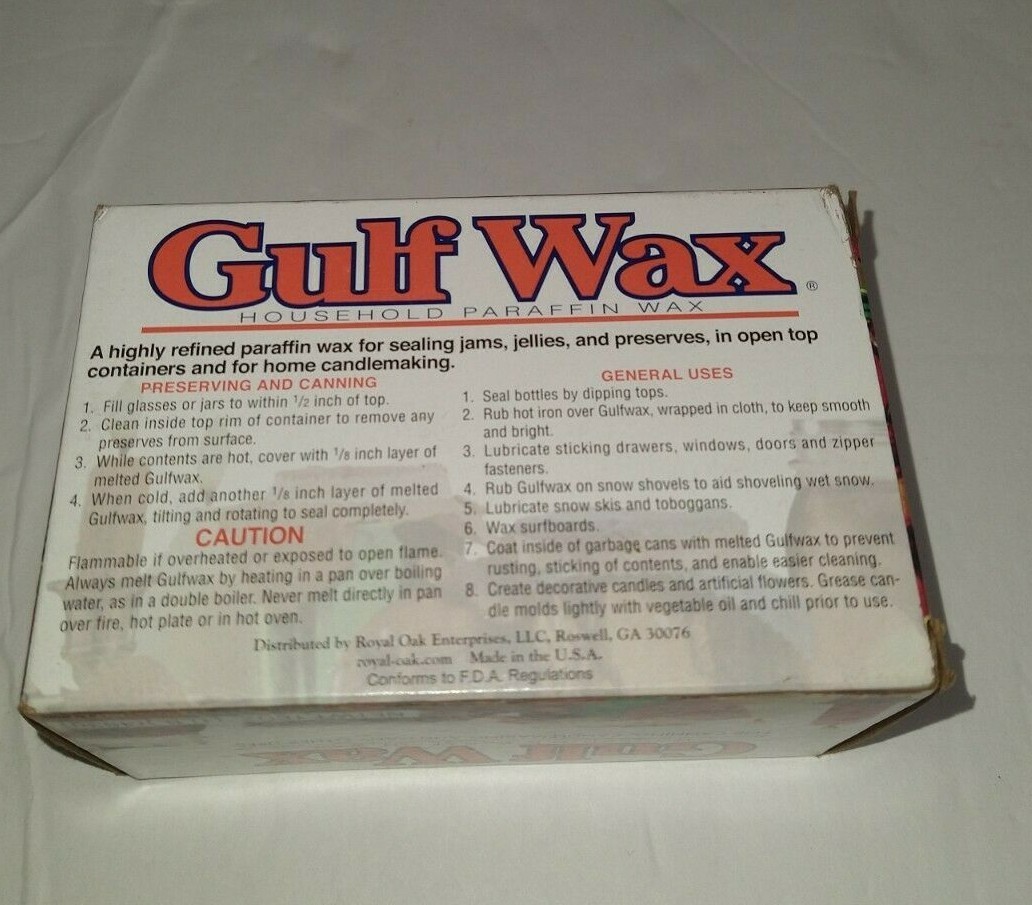 Gulf Wax®
HOUSEHOLD PARAFFIN WAX
A highly refined paraffin wax for sealing jams, jellies, and preserves, in open top
containers and for home candlemaking.
PRESERVING AND CANNING
1. Fill glasses or jars to within 1/2 inch of top.
2. Clean inside top rim of container to remove any
preserves from surface.
3. While contents are hot, cover with 1/8 inch layer of
melted Gulfwax.
4. When cold, add another 1/8 inch layer of melted
Gulfwax, tilting and rotating to seal completely.
CAUTION
Flammable if overheated or exposed to open flame.
Always melt Gulfwax by heating in a pan over boiling
water, as in a double boiler. Never melt directly in pan
over fire, hot plate or in hot oven.
GENERAL USES
1. Seal bottles by dipping tops.
2. Rub hot iron over Gulfwax, wrapped in cloth, to keep smooth
and bright.
3. Lubricate sticking drawers, windows, doors and zipper
fasteners.
4. Rub Gulfwax on snow shovels to aid shoveling wet snow.
5. Lubricate snow skis and toboggans.
6. Wax surfboards.
7. Coat inside of garbage cans with melted Gulfwax to prevent
rusting, sticking of contents, and enable easier cleaning.
8. Create decorative candles and artificial flowers. Grease can-
dle molds lightly with vegetable oil and chill prior to use.
Distributed by Royal Oak Enterprises, LLC, Roswell, GA 30076
royal-oak.com Made in the U.S.A.
Conforms to F.D.A. Regulations
Gulf Wax